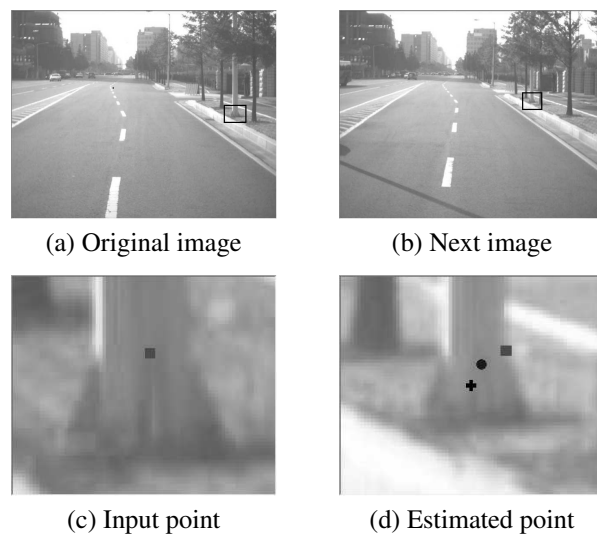 (a) Original image
(b) Next image
(c) Input point
(d) Estimated point